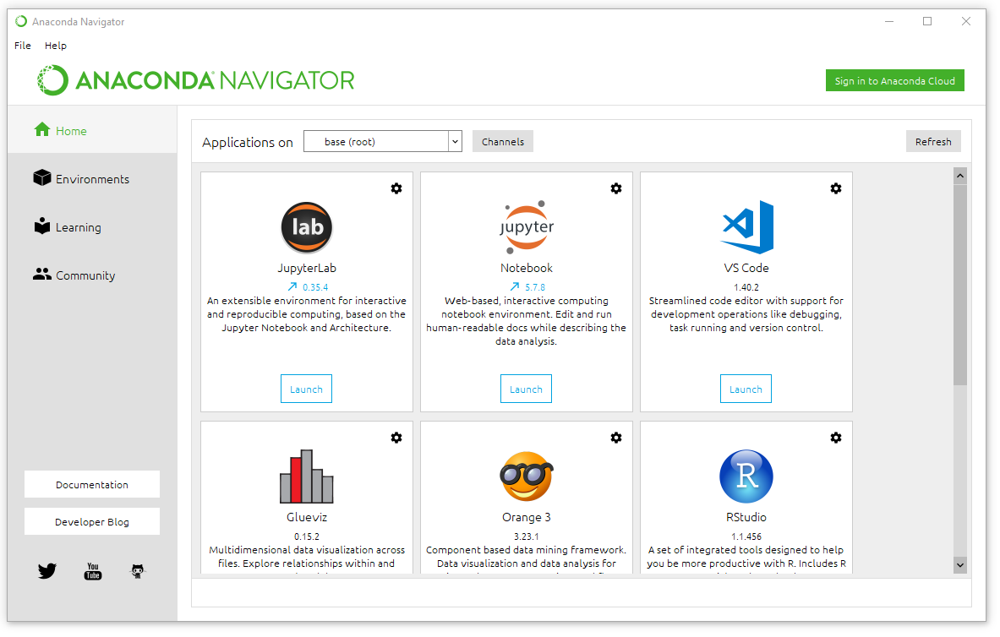 Anaconda Navigator
File Help
ANACONDA NAVIGATOR
Sign in to Anaconda Cloud
Home
Environments
Learning
Community
Documentation
Developer Blog
You
Tube
Applications on base (root) Channels Refresh
lab
JupyterLab
0.35.4
An extensible environment for interactive
and reproducible computing, based on the
Jupyter Notebook and Architecture.
Launch
jupyter
Notebook
5.7.8
Web-based, interactive computing
notebook environment. Edit and run
human-readable docs while describing the
data analysis.
Launch
VS Code
1.40.2
Streamlined code editor with support for
development operations like debugging,
task running and version control.
Launch
Glueviz
0.15.2
Multidimensional data visualization across
files. Explore relationships within and
Orange 3
3.23.1
Component based data mining framework.
Data visualization and data analysis for
R
RStudio
1.1.456
A set of integrated tools designed to help
you be more productive with R. Includes R